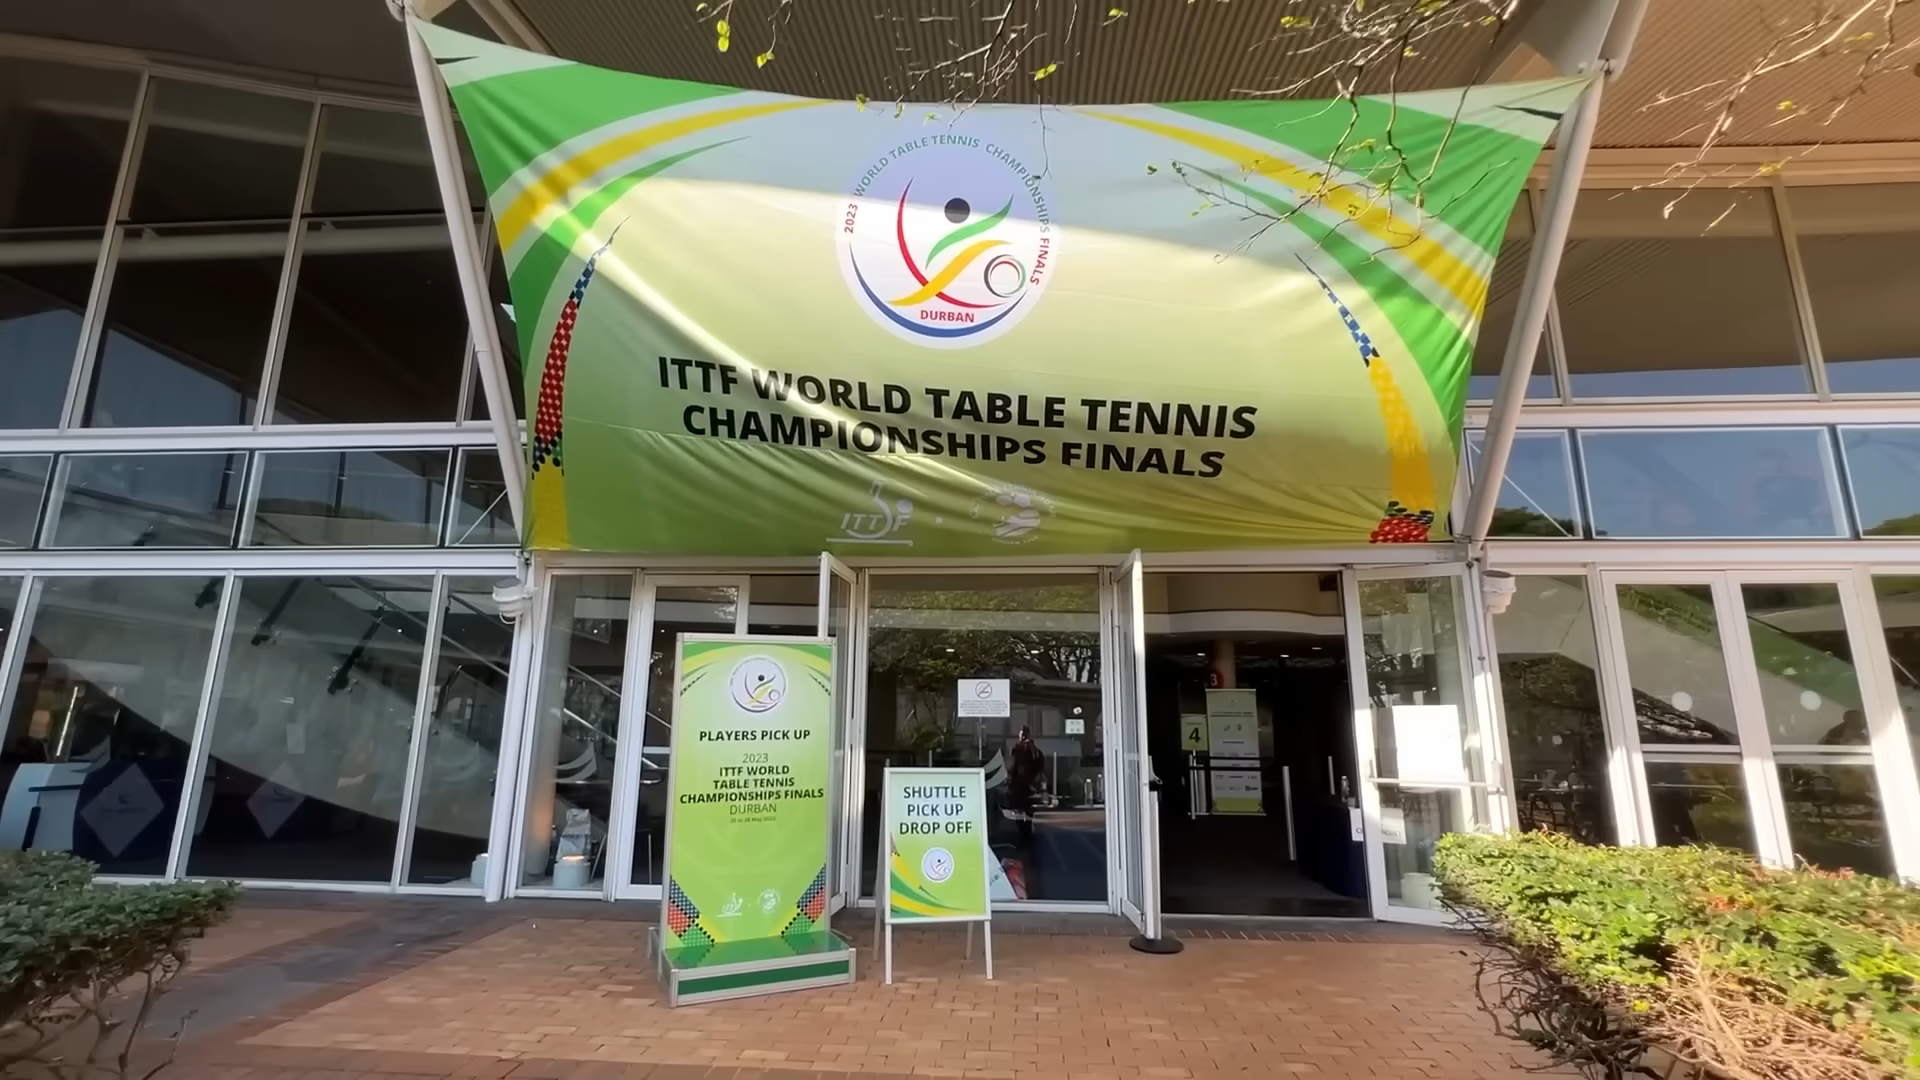 2023 WORLD TABLE TENNIS CHAMPIONSHIPS FINALS
DURBAN
ITTF WORLD TABLE TENNIS
CHAMPIONSHIPS FINALS
ITTF
PLAYERS PICK UP
2023
ITTF WORLD
TABLE TENNIS
CHAMPIONSHIPS FINALS
DURBAN
SHUTTLE
PICK UP
DROP OFF
3
4